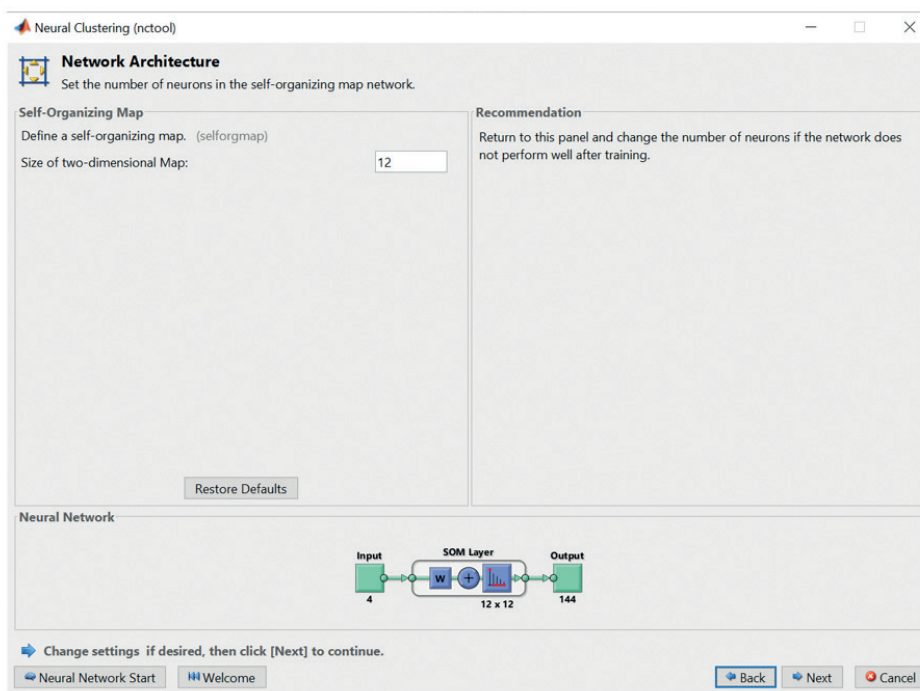 Neural Clustering (nctool)
Network Architecture
Set the number of neurons in the self-organizing map network.
Self-Organizing Map
Define a self-organizing map. (selforgmap)
Size of two-dimensional Map: 12
Restore Defaults
Recommendation
Return to this panel and change the number of neurons if the network does
not perform well after training.
Neural Network
Input SOM Layer Output
W +
4 12 x 12 144
Change settings if desired, then click [Next] to continue.
Neural Network Start Welcome Back Next Cancel